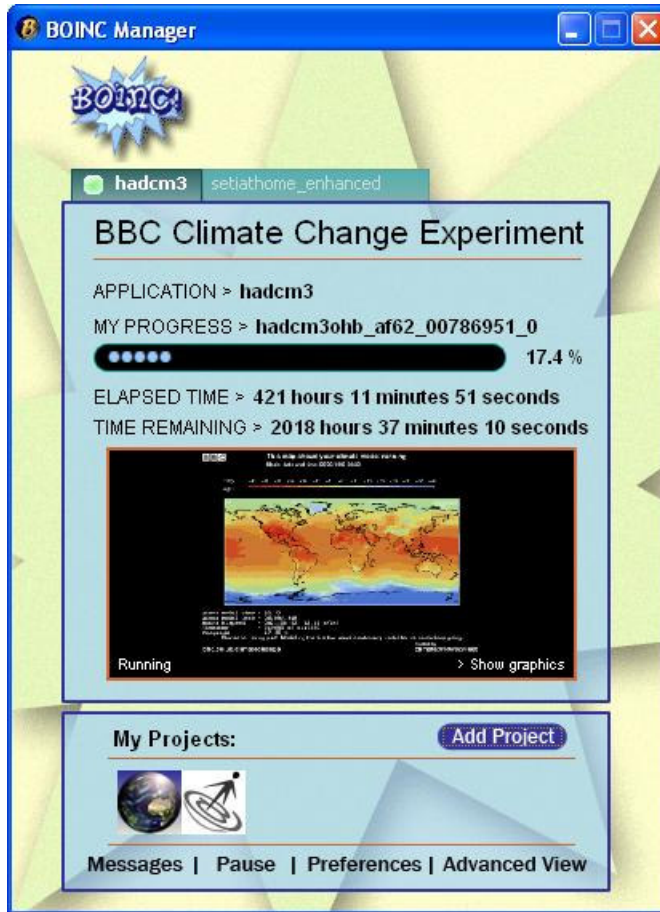 BOINC Manager
BOINC!
hadcm3
setiathome_enhanced
BBC Climate Change Experiment
APPLICATION > hadcm3
MY PROGRESS > hadcm3ohb_af62_00786951_0
17.4 %
ELAPSED TIME > 421 hours 11 minutes 51 seconds
TIME REMAINING > 2018 hours 37 minutes 10 seconds
BBC
Running
> Show graphics
My Projects:
Add Project
Messages | Pause | Preferences | Advanced View